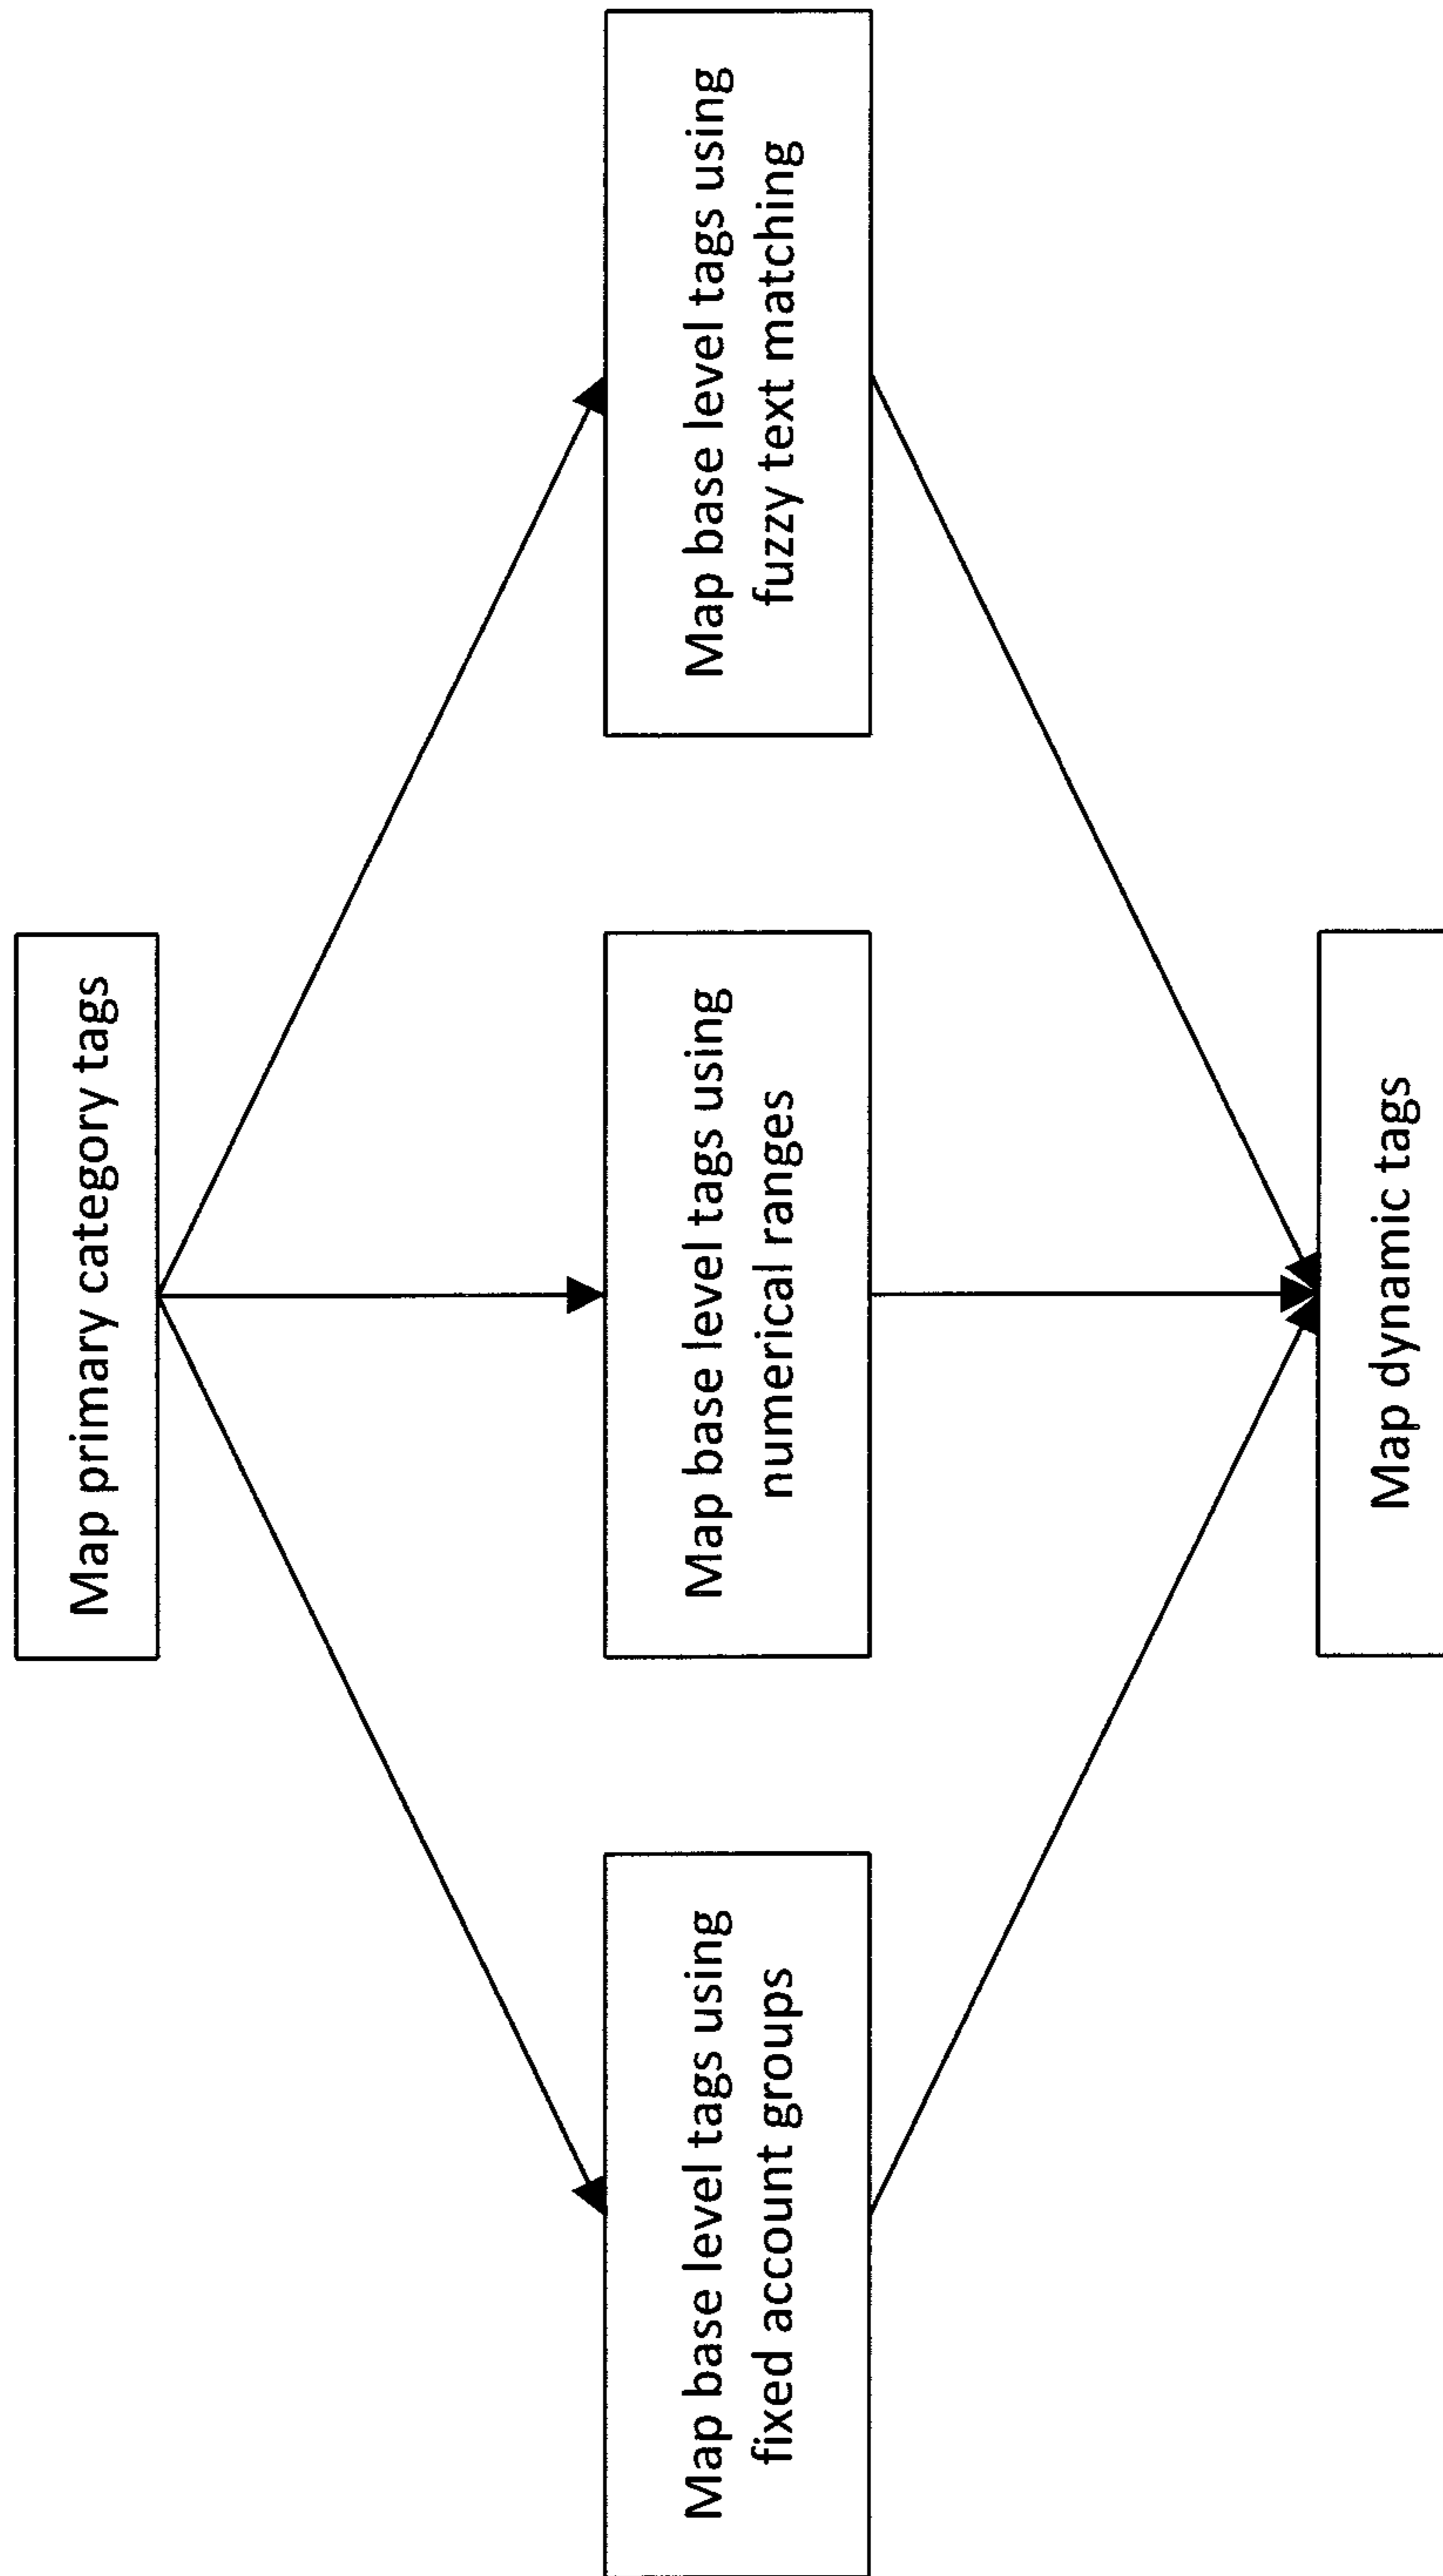 Map primary category tags
Map base level tags using
fixed account groups
Map base level tags using
numerical ranges
Map base level tags using
fuzzy text matching
Map dynamic tags